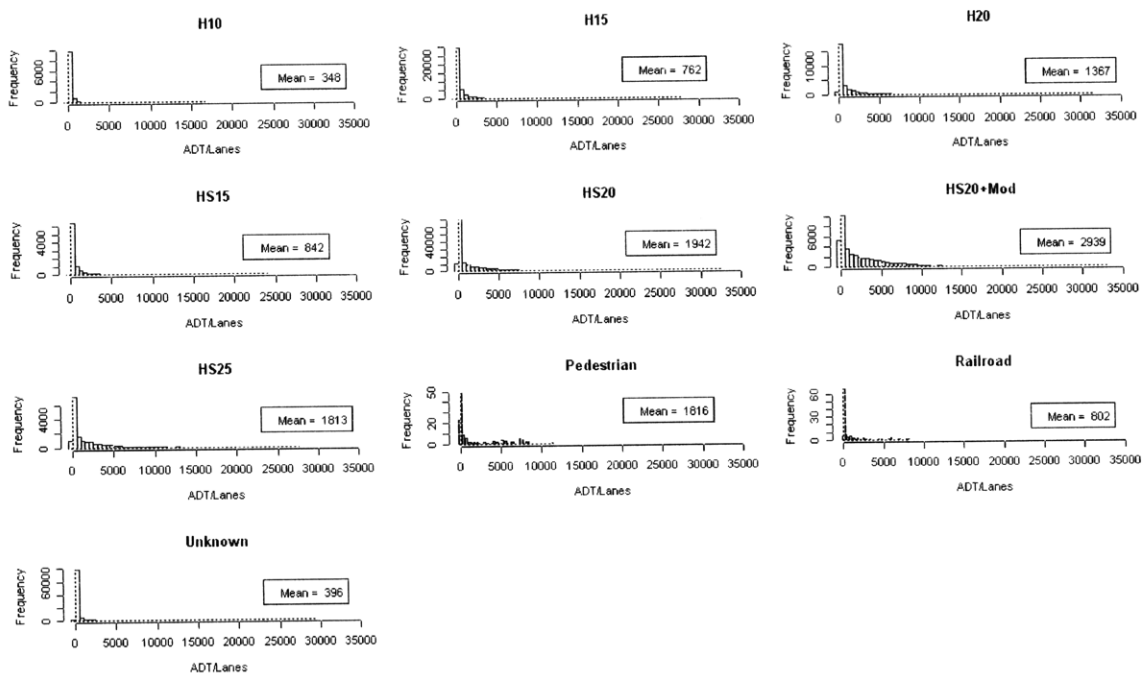 H10
Frequency
0 6000
Mean = 348
0 5000 10000 15000 20000 25000 30000 35000
ADT/Lanes
H15
Frequency
0 20000
Mean = 762
0 5000 10000 15000 20000 25000 30000 35000
ADT/Lanes
H20
Frequency
0 15000
Mean = 1367
0 5000 10000 15000 20000 25000 30000 35000
ADT/Lanes
HS15
Frequency
0 4000
Mean = 842
0 5000 10000 15000 20000 25000 30000 35000
ADT/Lanes
HS20
Frequency
0 40000
Mean = 1942
0 5000 10000 15000 20000 25000 30000 35000
ADT/Lanes
HS20+Mod
Frequency
0 6000
Mean = 2939
0 5000 10000 15000 20000 25000 30000 35000
ADT/Lanes
HS25
Frequency
0 4000
Mean = 1813
0 5000 10000 15000 20000 25000 30000 35000
ADT/Lanes
Pedestrian
Frequency
0 20 50
Mean = 1816
0 5000 10000 15000 20000 25000 30000 35000
ADT/Lanes
Railroad
Frequency
0 30 60
Mean = 802
0 5000 10000 15000 20000 25000 30000 35000
ADT/Lanes
Unknown
Frequency
0 60000
Mean = 396
0 5000 10000 15000 20000 25000 30000 35000
ADT/Lanes